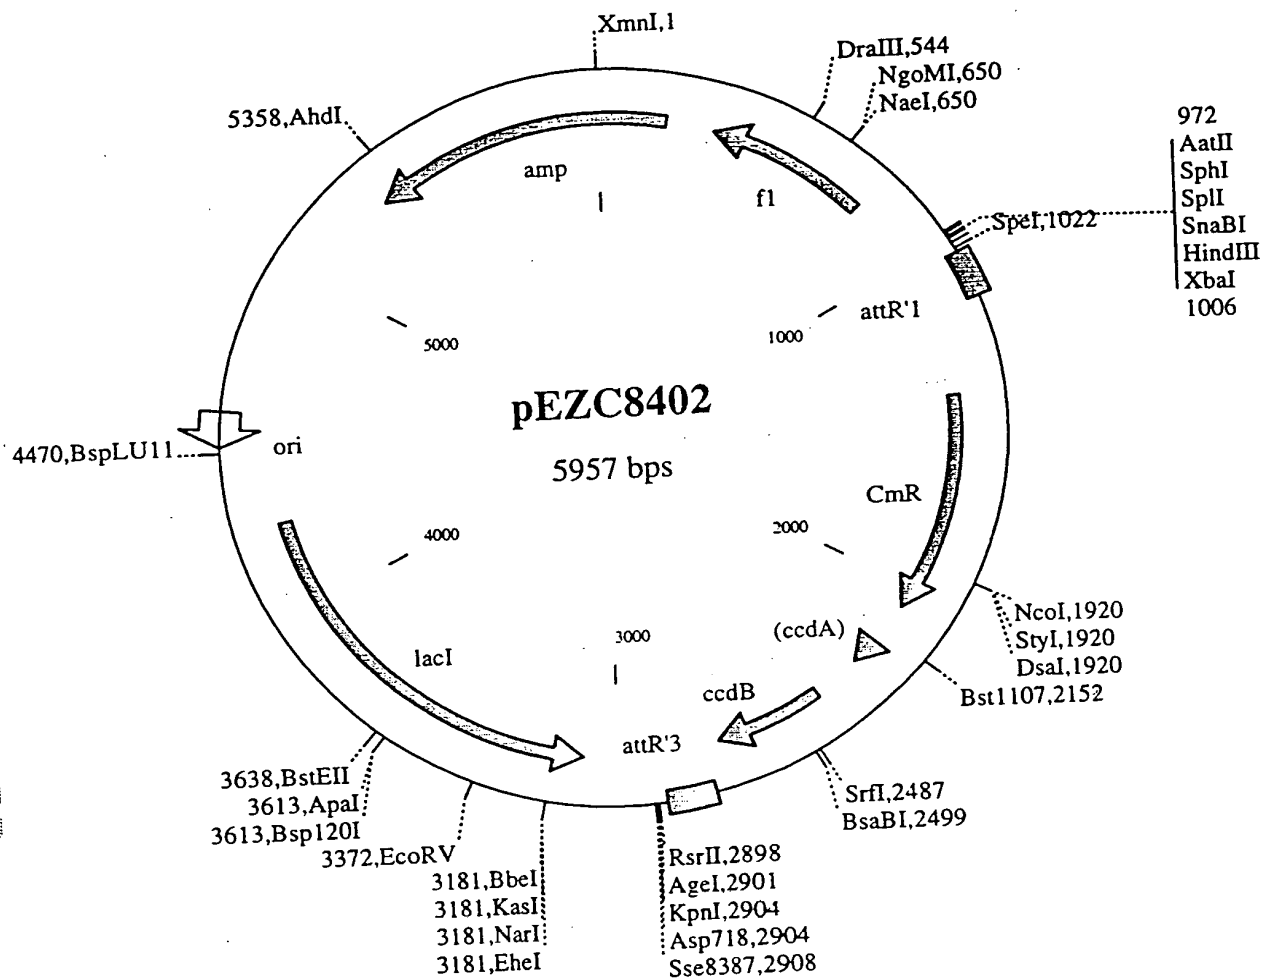 XmnI,1
DraIII,544
NgoMI,650
NaeI,650
972
AatII
SphI
SplI
SnaBI
HindIII
XbaI
1006
SpeI,1022
5358,AhdI
amp
f1
attR'1
1000
5000
pEZC8402
5957 bps
4470,BspLU11
ori
CmR
2000
4000
NcoI,1920
StyI,1920
DsaI,1920
Bst1107,2152
(ccdA)
3000
lacI
ccdB
attR'3
3638,BstEII
3613,ApaI
3613,Bsp120I
3372,EcoRV
3181,BbeI
3181,KasI
3181,NarI
3181,EheI
SrfI,2487
BsaBI,2499
RsrII,2898
AgeI,2901
KpnI,2904
Asp718,2904
Sse8387,2908